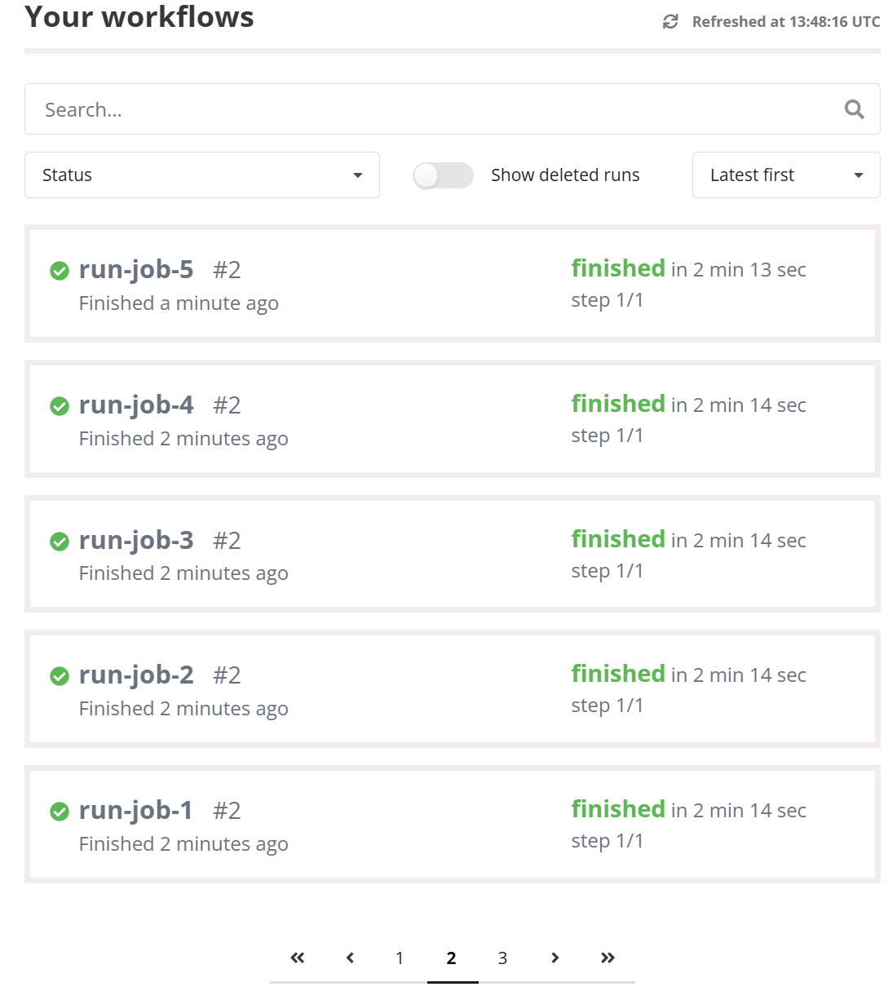 Your workflows
Refreshed at 13:48:16 UTC
Search...
Status
Show deleted runs
Latest first
run-job-5 #2
finished in 2 min 13 sec
Finished a minute ago
step 1/1
run-job-4 #2
finished in 2 min 14 sec
Finished 2 minutes ago
step 1/1
run-job-3 #2
finished in 2 min 14 sec
Finished 2 minutes ago
step 1/1
run-job-2 #2
finished in 2 min 14 sec
Finished 2 minutes ago
step 1/1
run-job-1 #2
finished in 2 min 14 sec
Finished 2 minutes ago
step 1/1
« ‹ 1 2 3 › »